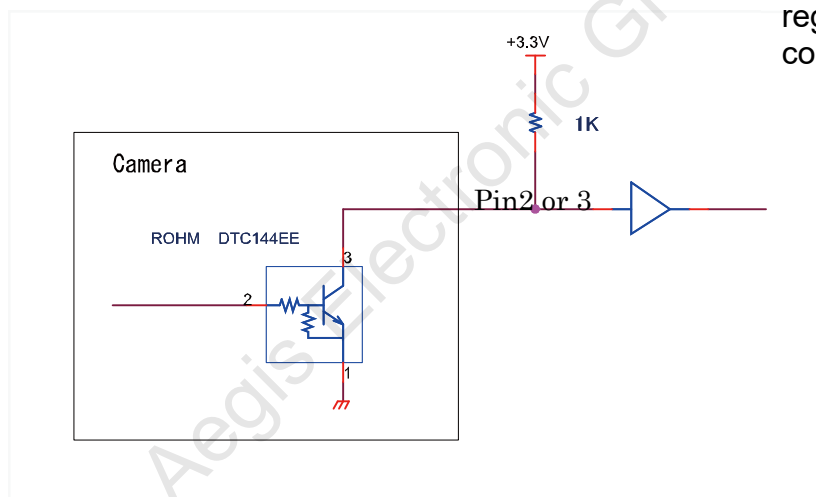 reg
co
+3.3V
1K
Camera
Pin2 or 3
ROHM DTC144EE
3
2
1
Aegis Electronic Gr